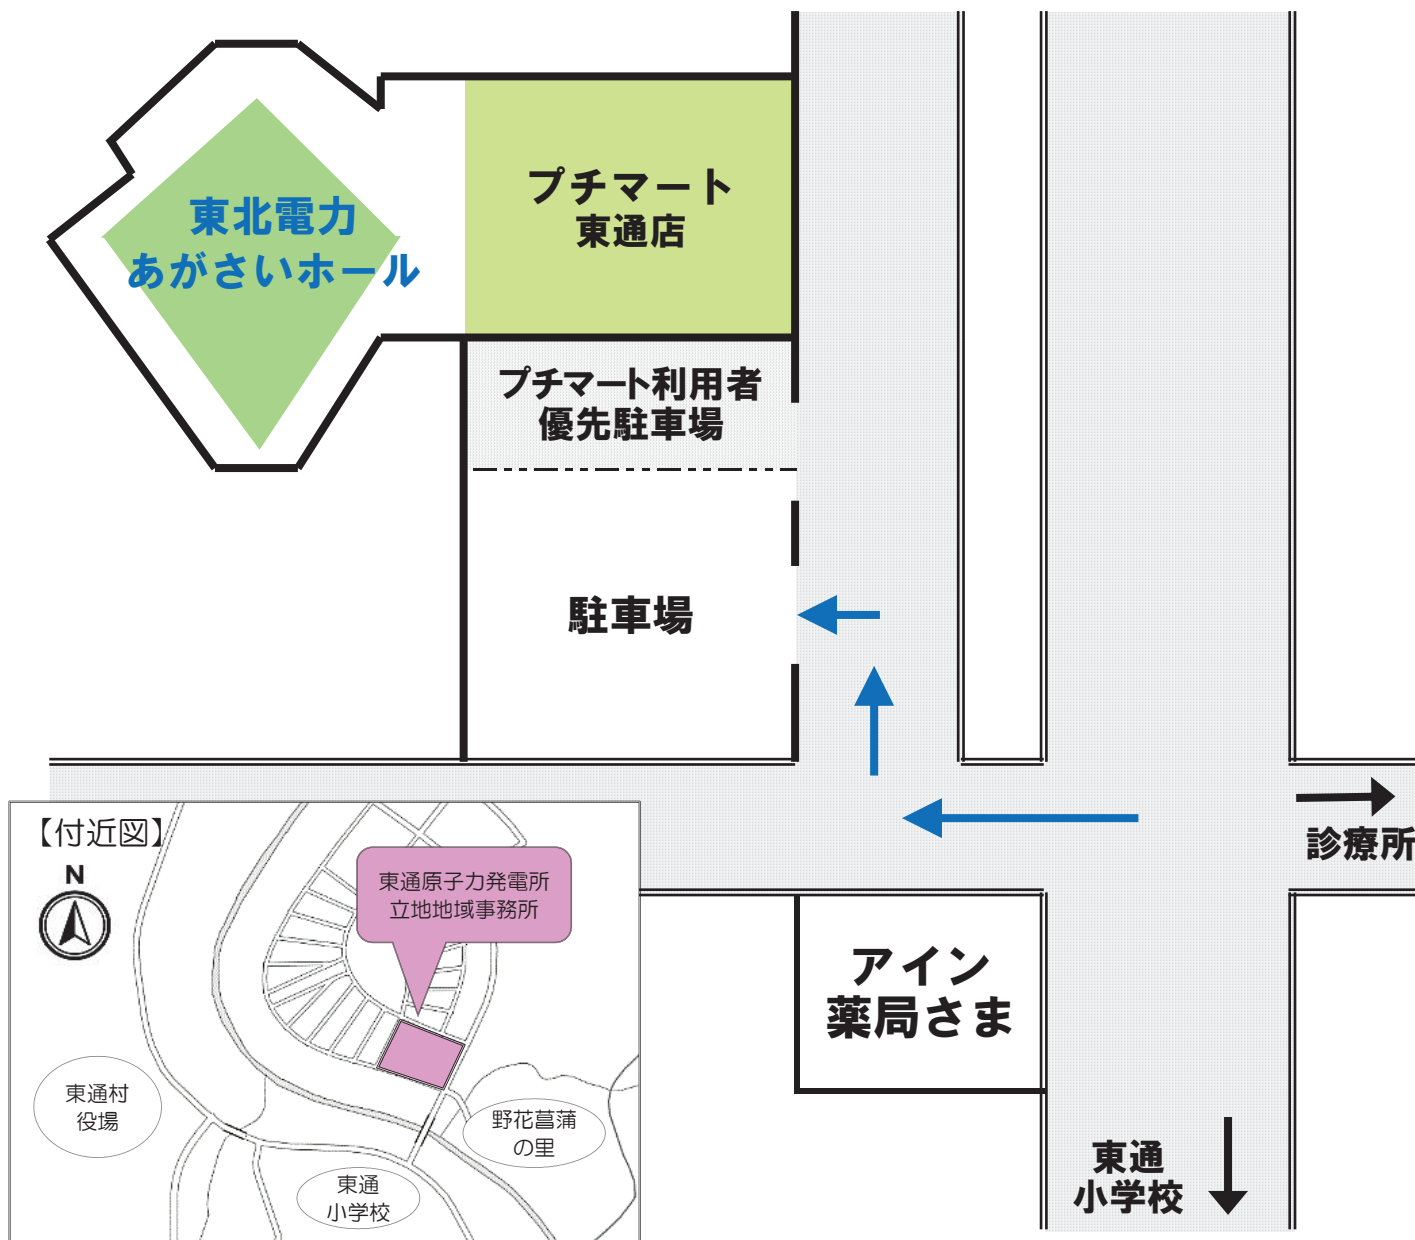 東北電力
あがさいホール
プチマート
東通店
プチマート利用者
優先駐車場
駐車場
診療所
アイン
薬局さま
東通
小学校
【付近図】
N
東通原子力発電所
立地地域事務所
東通村
役場
野花菖蒲
の里
東通
小学校